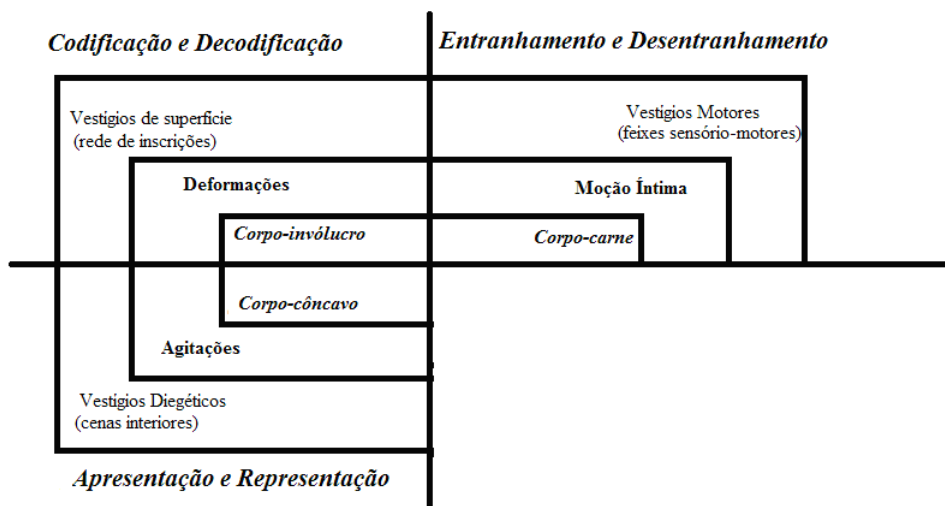 Codificação e Decodificação
Entranhamento e Desentranhamento
Vestígios de superfície
(rede de inscrições)
Vestígios Motores
(feixes sensório-motores)
Deformações
Moção Íntima
Corpo-invólucro
Corpo-carne
Corpo-côncavo
Agitações
Vestígios Diegéticos
(cenas interiores)
Apresentação e Representação